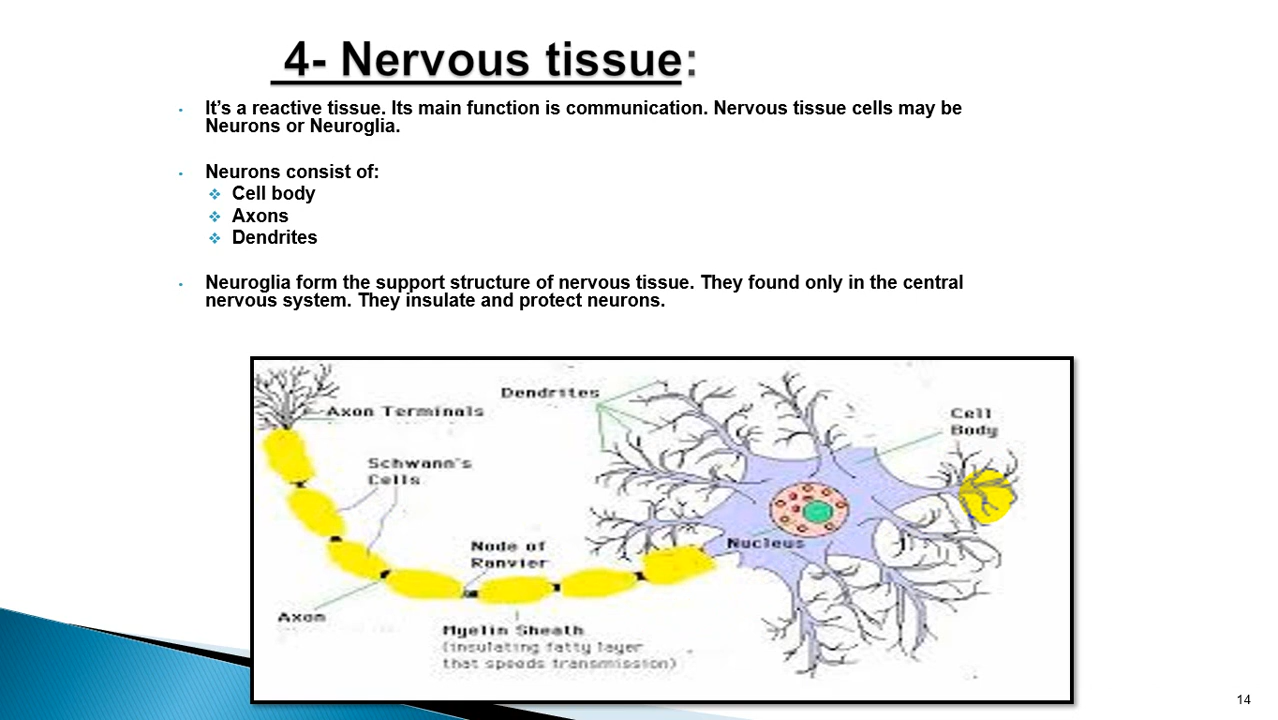 4- Nervous tissue:
• It’s a reactive tissue. Its main function is communication. Nervous tissue cells may be
Neurons or Neuroglia.
• Neurons consist of:
❖ Cell body
❖ Axons
❖ Dendrites
• Neuroglia form the support structure of nervous tissue. They found only in the central
nervous system. They insulate and protect neurons.
Dendrites
Axon Terminals
Cell
Body
Schwann's
Cells
Nucleus
Node of
Ranvier
Axon
Myelin Sheath
(insulating fatty layer
that speeds transmission)
14